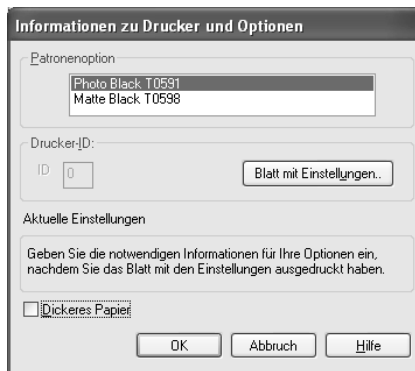 Informationen zu Drucker und Optionen
Patronenoption
Photo Black T0591
Matte Black T0598
Drucker-ID:
ID 0
Blatt mit Einstellungen..
Aktuelle Einstellungen
Geben Sie die notwendigen Informationen für Ihre Optionen ein,
nachdem Sie das Blatt mit den Einstellungen ausgedruckt haben.
Dickeres Papier
OK Abbruch Hilfe